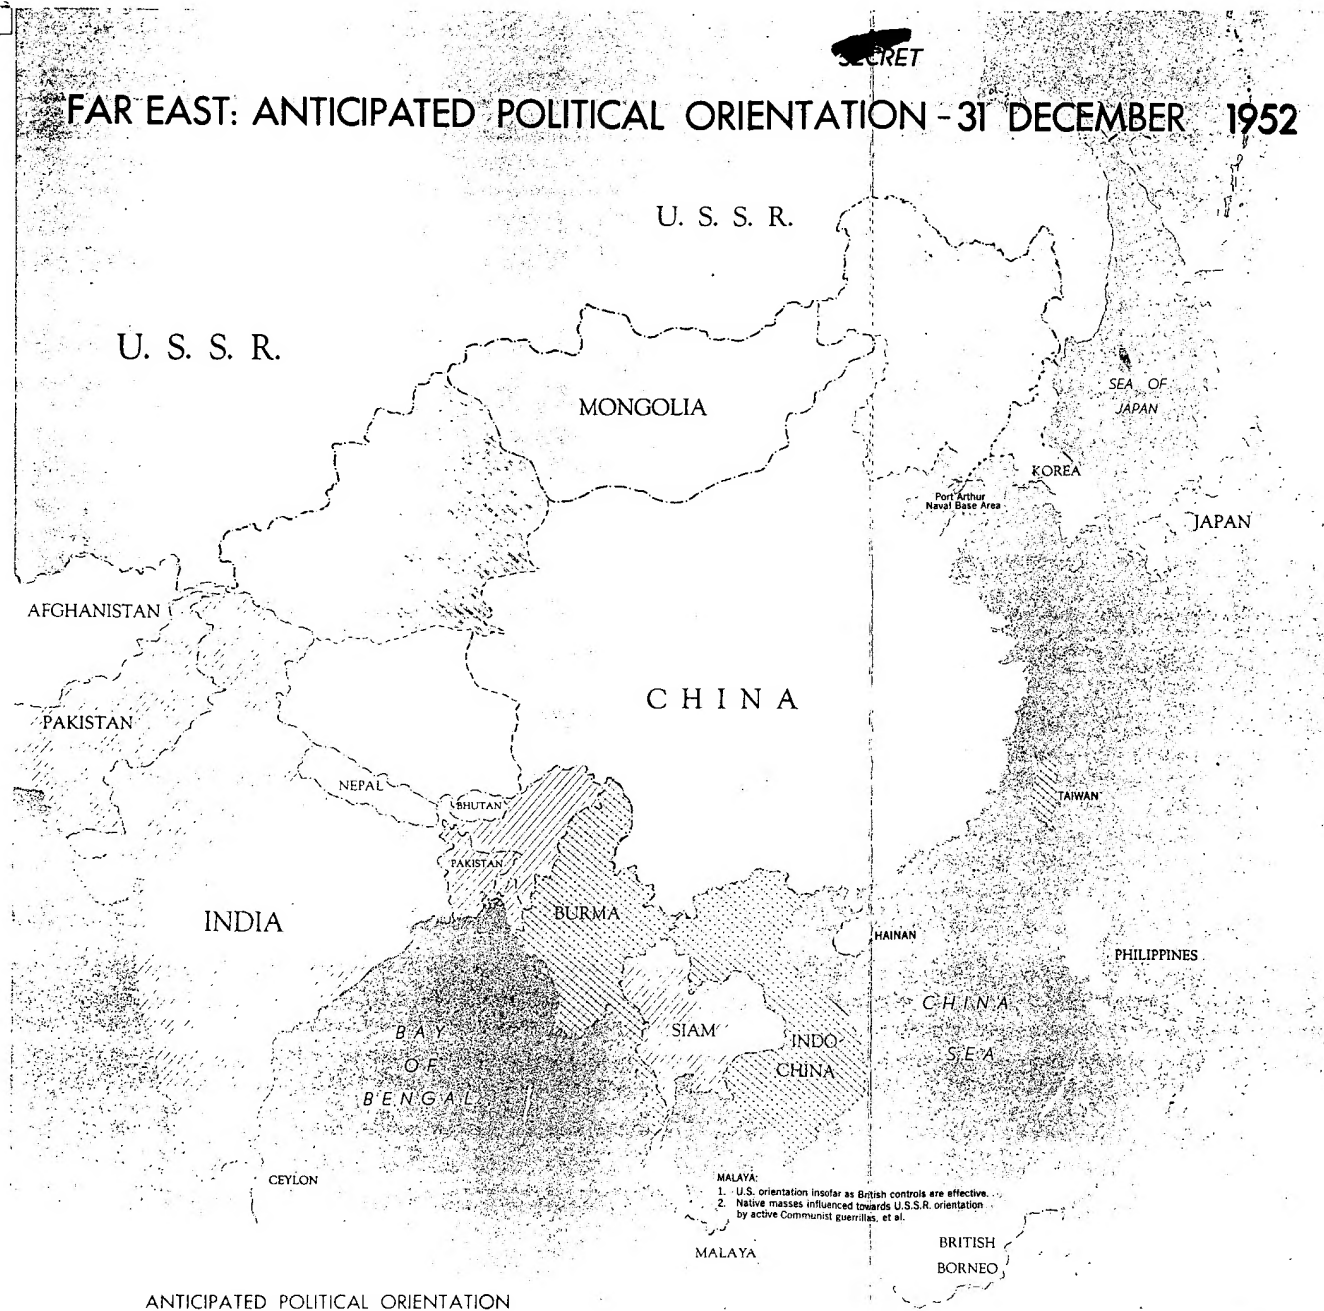 SECRET
FAR EAST: ANTICIPATED POLITICAL ORIENTATION - 31 DECEMBER 1952
U. S. S. R.
U. S. S. R.
MONGOLIA
SEA OF
JAPAN
KOREA
Port Arthur
Naval Base Area
JAPAN
AFGHANISTAN
CHINA
PAKISTAN
NEPAL
BHUTAN
TAIWAN
PAKISTAN
BURMA
INDIA
HAINAN
PHILIPPINES
CHINA
SEA
SIAM
INDO
CHINA
BAY
OF
BENGAL
CEYLON
MALAYA:
1. U.S. orientation insofar as British controls are effective.
2. Native masses influenced towards U.S.S.R. orientation
by active Communist guerrillas, et al.
MALAYA
BRITISH
BORNEO
ANTICIPATED POLITICAL ORIENTATION